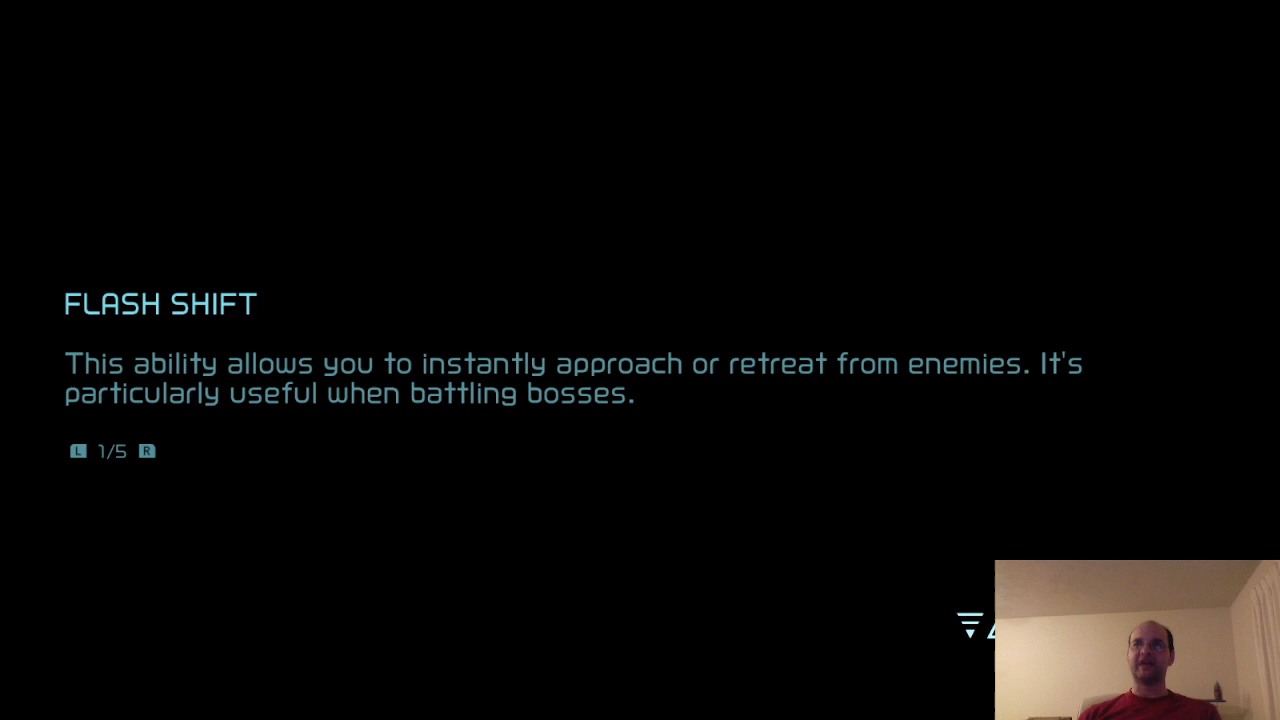 FLASH SHIFT
This ability allows you to instantly approach or retreat from enemies. It's
particularly useful when battling bosses.
L 1/5 R